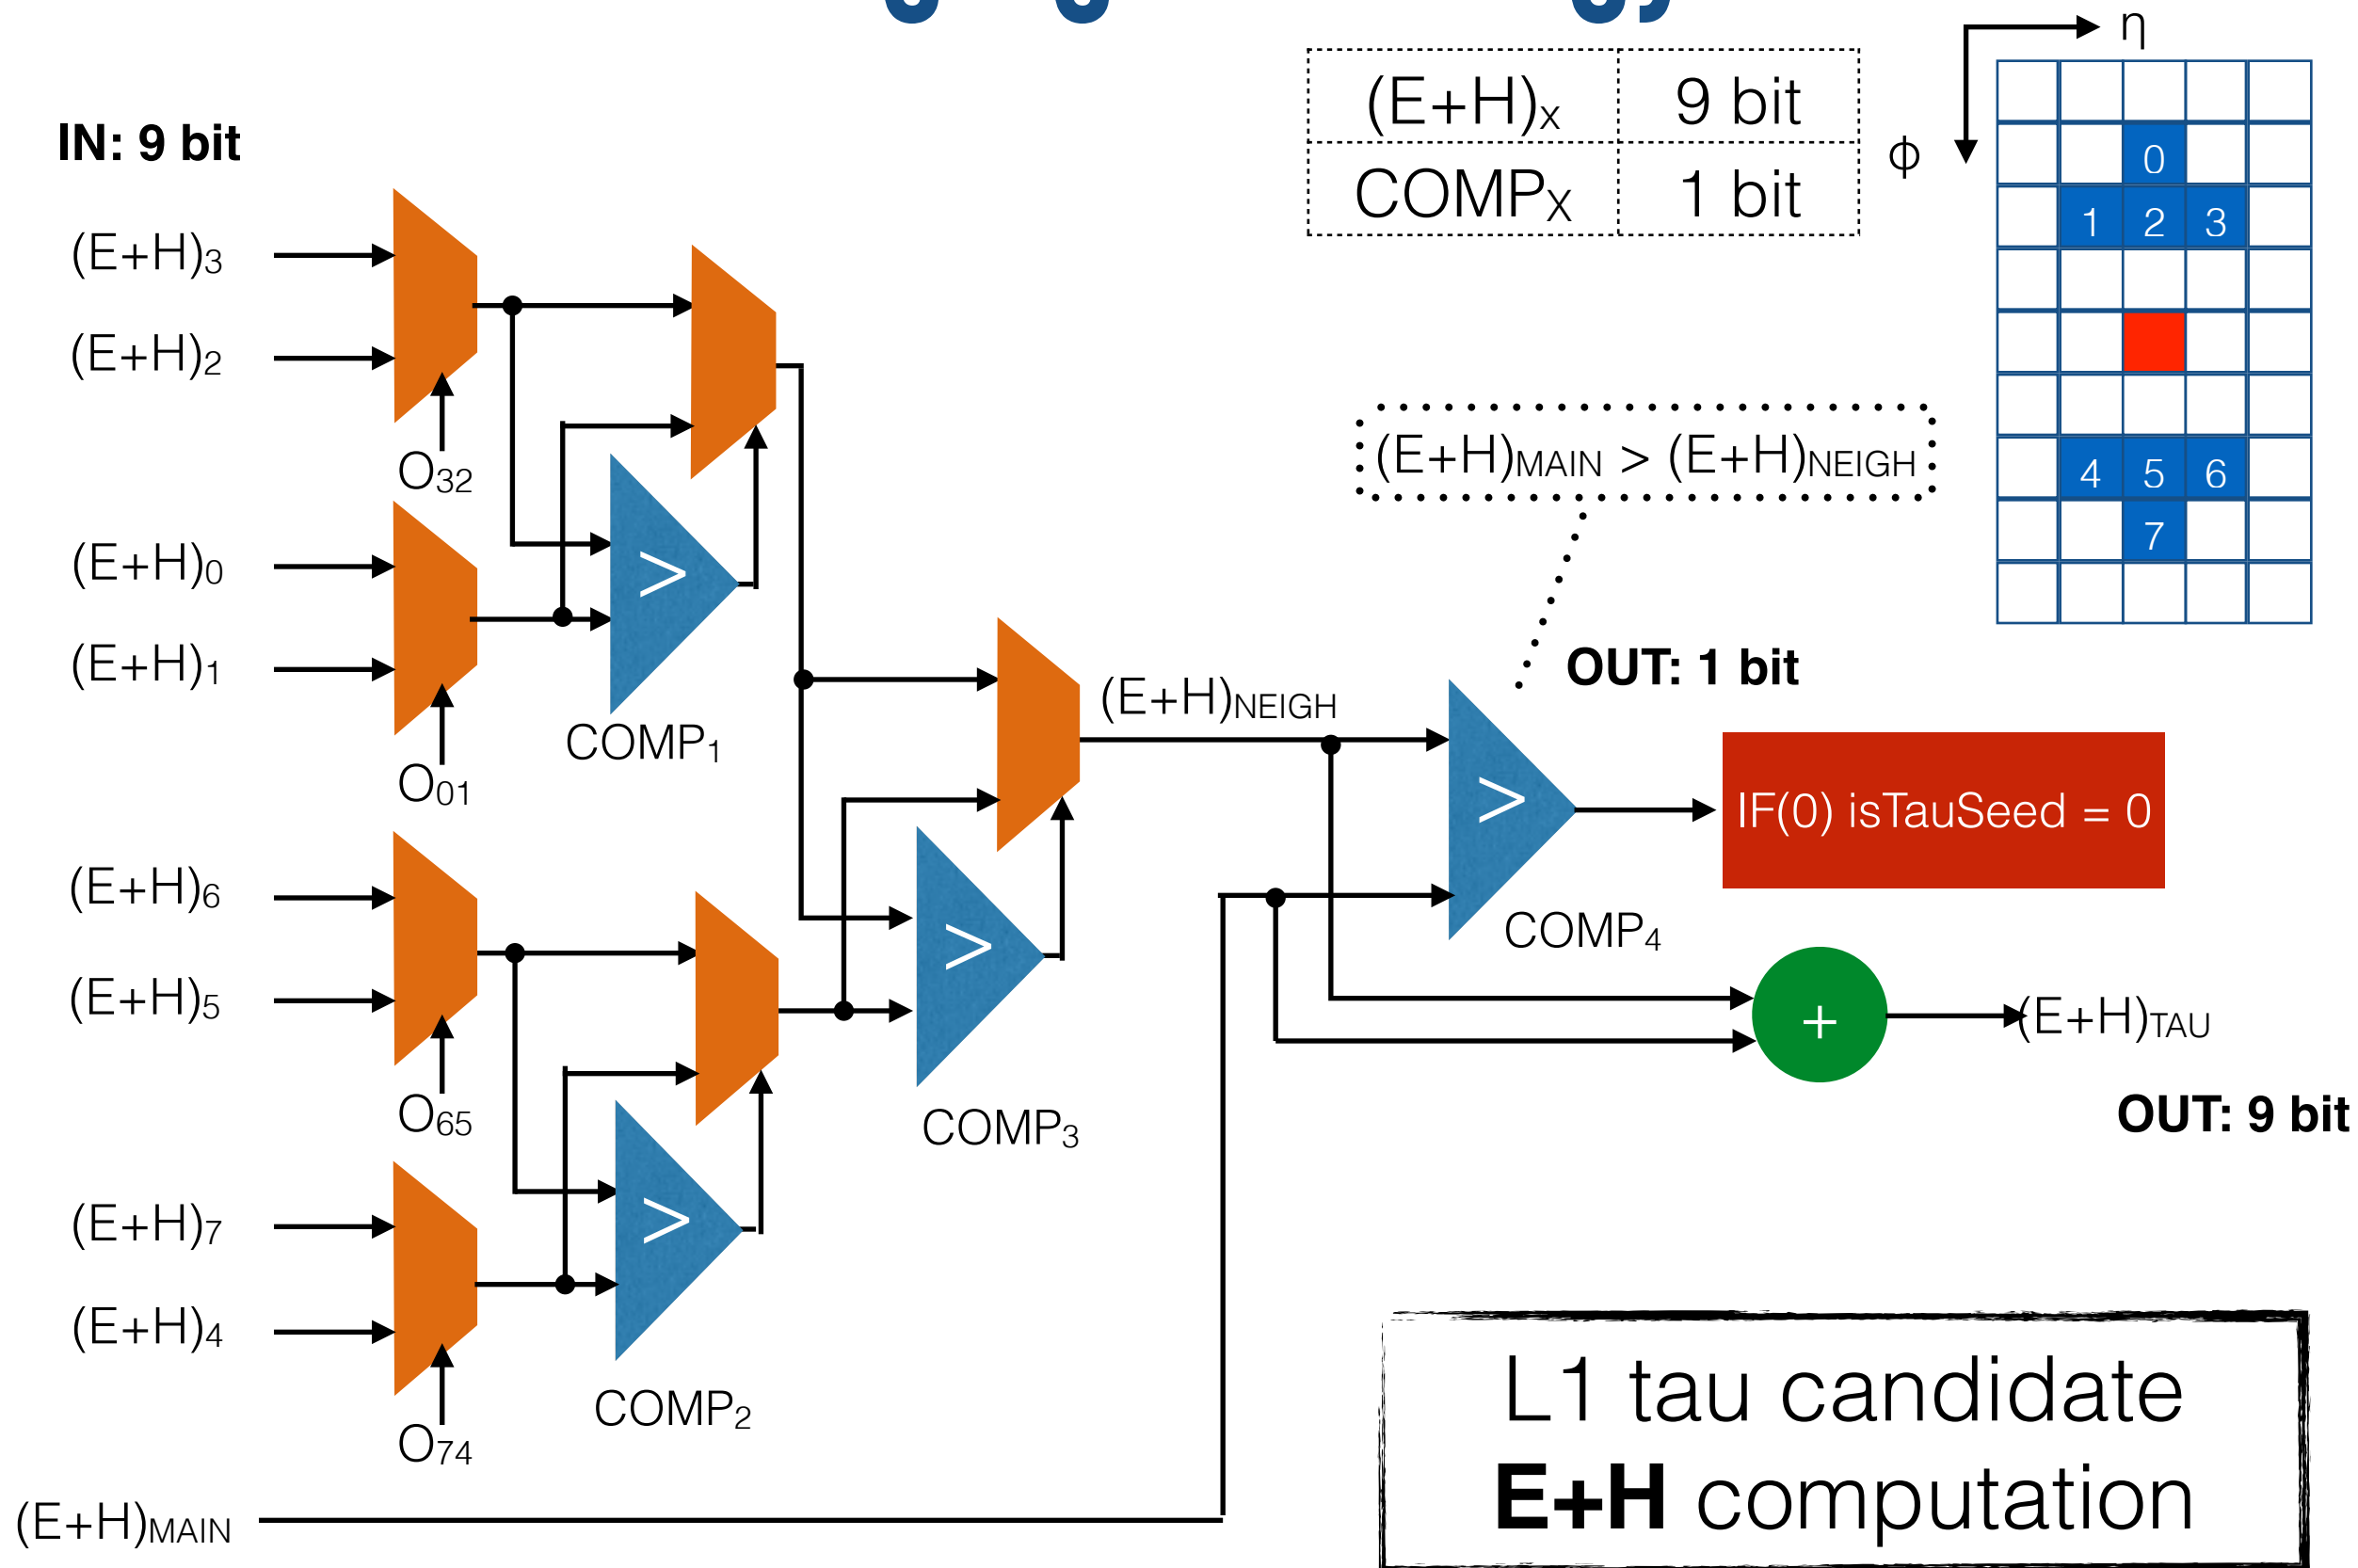 IN: 9 bit
(E+H)X 9 bit
COMPX 1 bit
η
ϕ
0
1 2 3
4 5 6
7
(E+H)3
(E+H)2
O32
(E+H)0
(E+H)1
O01
>
COMP1
(E+H)MAIN > (E+H)NEIGH
OUT: 1 bit
(E+H)NEIGH
>
COMP4
IF(0) isTauSeed = 0
(E+H)6
(E+H)5
O65
>
COMP3
+
(E+H)TAU
OUT: 9 bit
(E+H)7
(E+H)4
O74
>
COMP2
(E+H)MAIN
L1 tau candidate
E+H computation